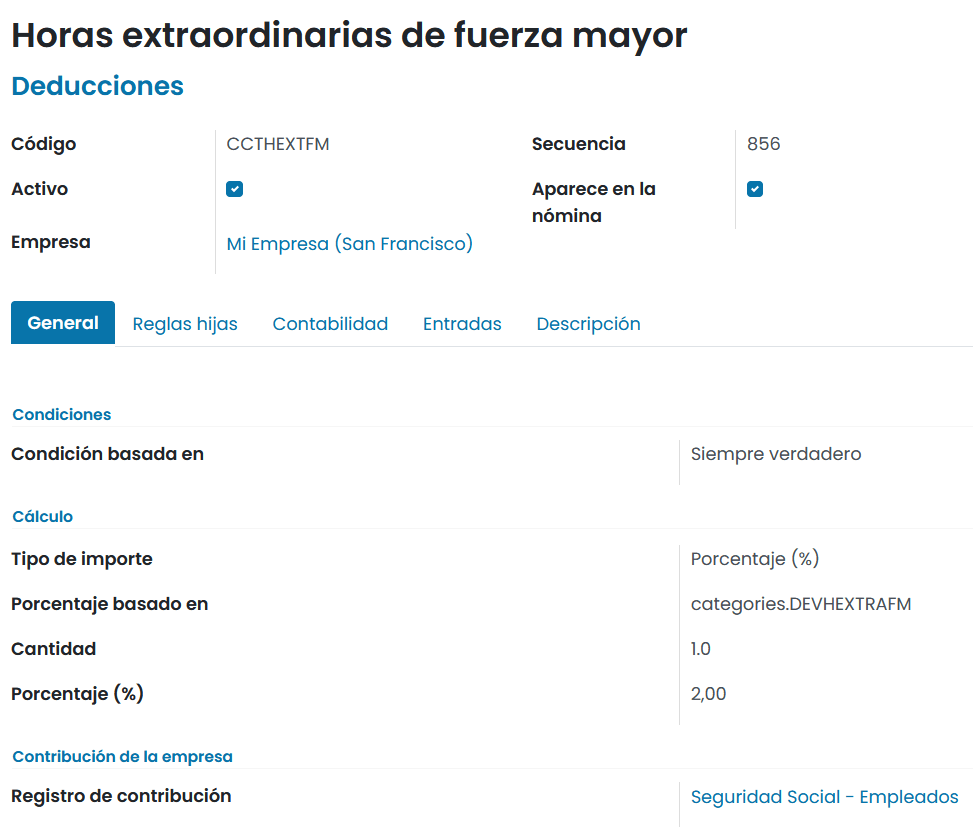 Horas extraordinarias de fuerza mayor
Deducciones
Código CCTHEXTFM Secuencia 856
Activo Aparece en la nómina
Empresa Mi Empresa (San Francisco)
General Reglas hijas Contabilidad Entradas Descripción
Condiciones
Condición basada en Siempre verdadero
Cálculo
Tipo de importe Porcentaje (%)
Porcentaje basado en categories.DEVHEXTRAFM
Cantidad 1.0
Porcentaje (%) 2,00
Contribución de la empresa
Registro de contribución Seguridad Social - Empleados